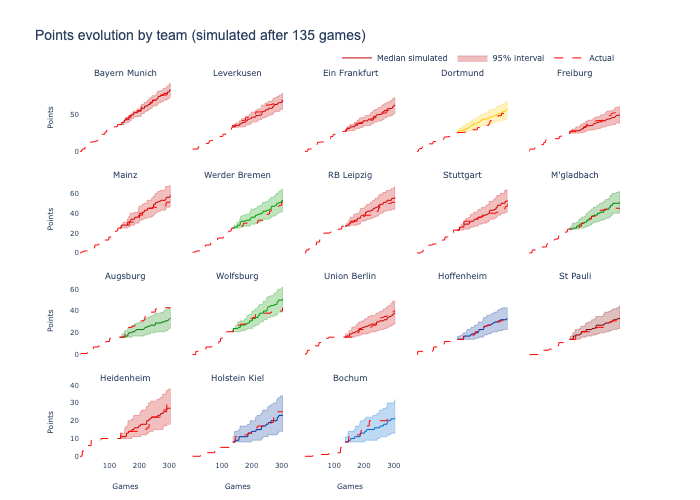 Points evolution by team (simulated after 135 games)
Median simulated 95% interval Actual
Bayern Munich Leverkusen Ein Frankfurt Dortmund Freiburg
Points
50
0
Mainz Werder Bremen RB Leipzig Stuttgart M'gladbach
Points
60
40
20
0
Augsburg Wolfsburg Union Berlin Hoffenheim St Pauli
Points
60
40
20
0
Heidenheim Holstein Kiel Bochum
Points
40
30
20
10
0
100 200 300 100 200 300 100 200 300
Games Games Games